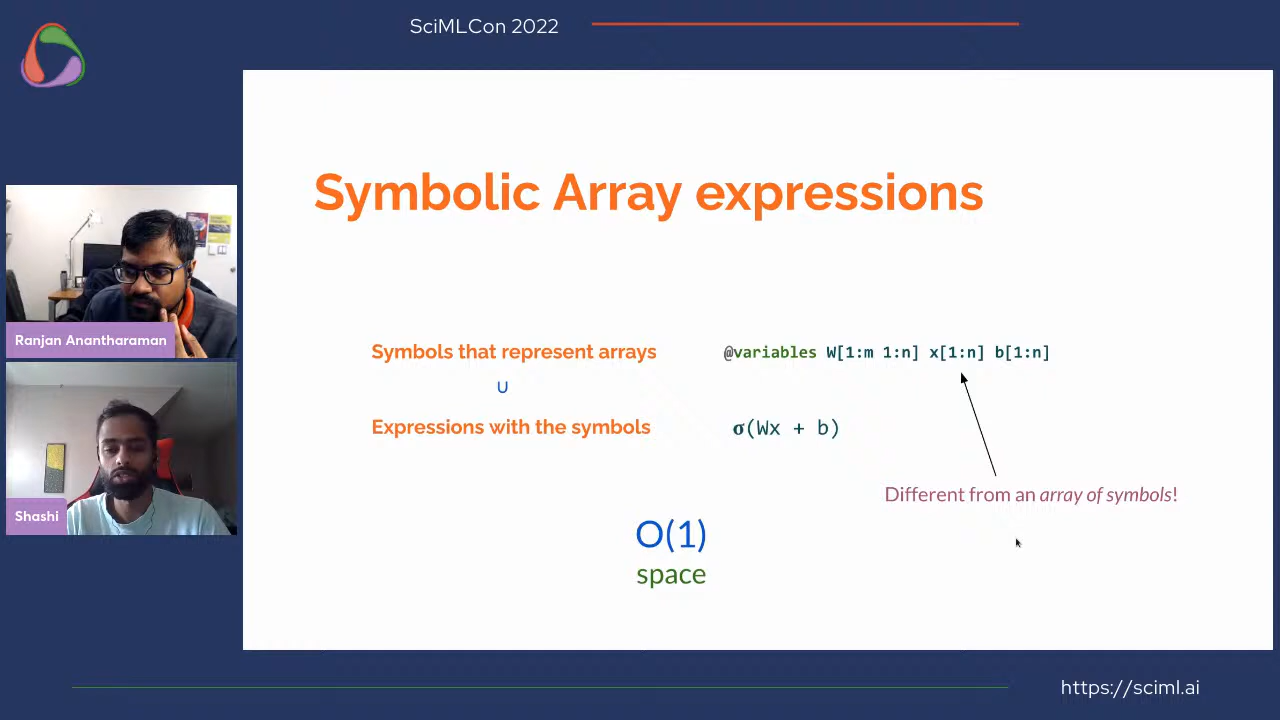 SciMLCon 2022
Symbolic Array expressions
Ranjan Anantharaman
Symbols that represent arrays
@variables W[1:m 1:n] x[1:n] b[1:n]
∪
Expressions with the symbols
σ(Wx + b)
Different from an array of symbols!
Shashi
O(1)
space
https://sciml.ai